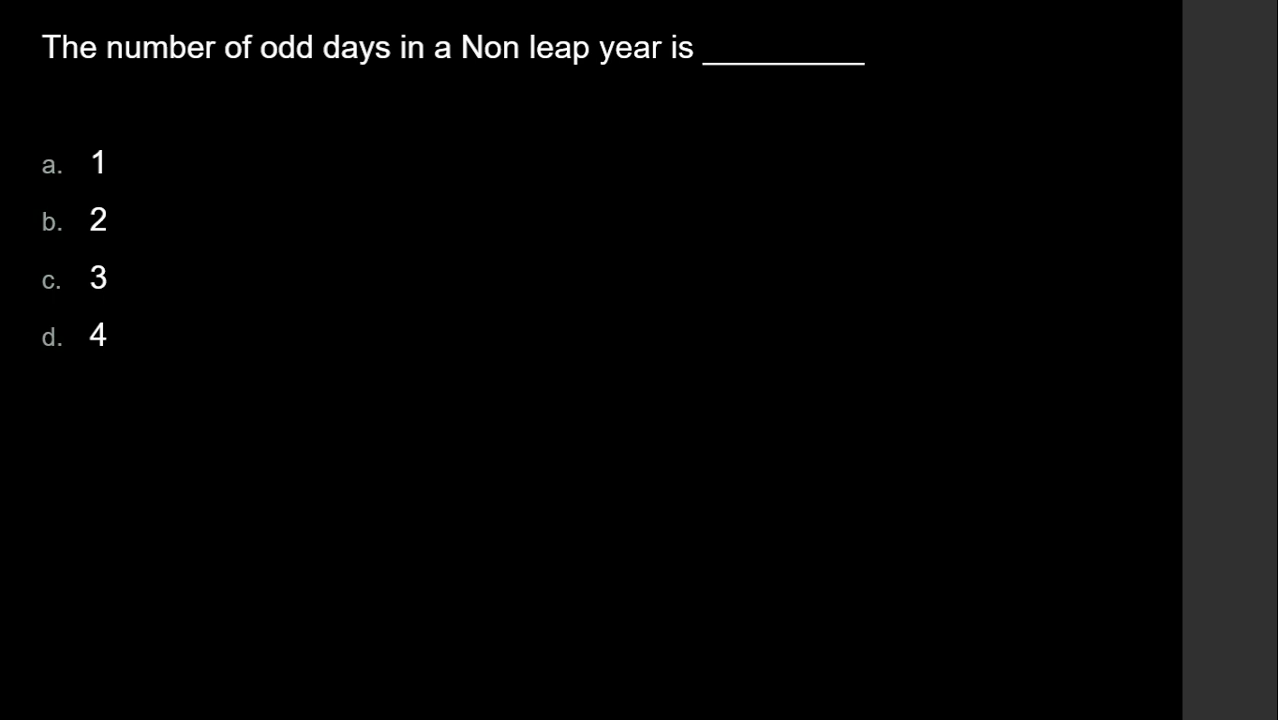 The number of odd days in a Non leap year is __________
a. 1
b. 2
c. 3
d. 4